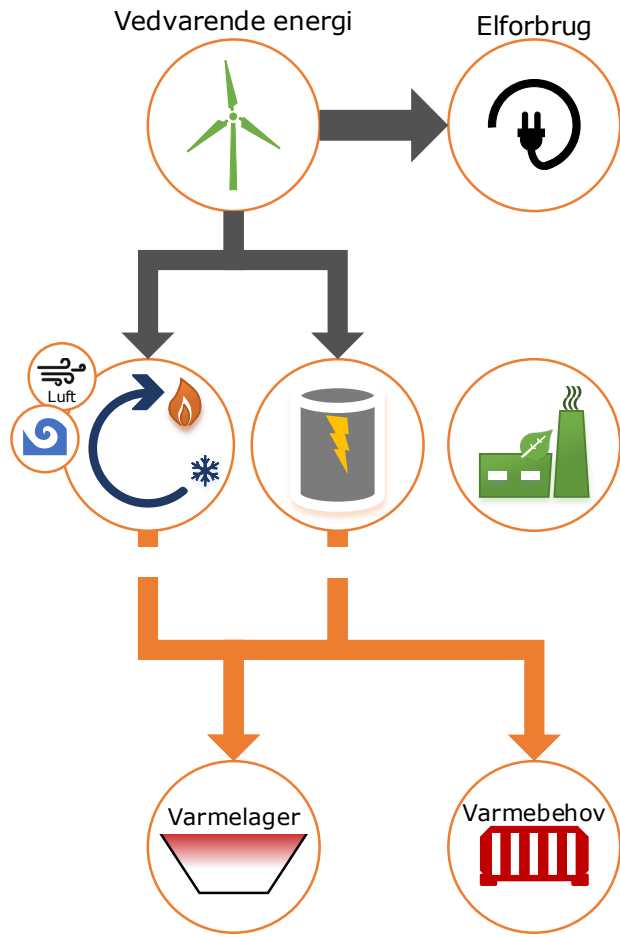 Vedvarende energi
Elforbrug
Luft
Varmelager
Varmebehov